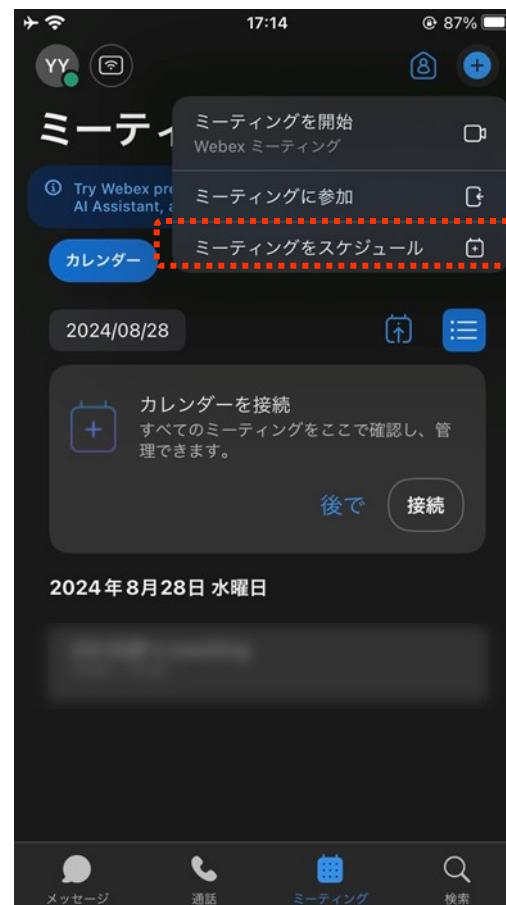 17:14
87%
YY
ミーティ
ミーティングを開始
Webex ミーティング
Try Webex pre
AI Assistant, a
ミーティングに参加
ミーティングをスケジュール
カレンダー
2024/08/28
カレンダーを接続
すべてのミーティングをここで確認し、管
理できます。
後で
接続
2024年8月28日 水曜日
メッセージ
通話
ミーティング
検索